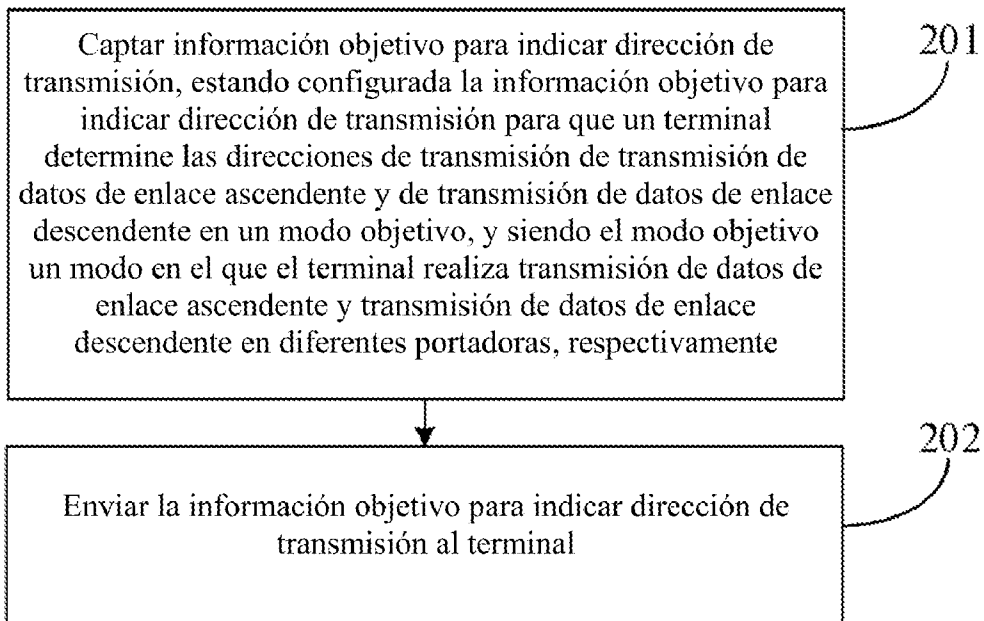 Captar información objetivo para indicar dirección de
transmisión, estando configurada la información objetivo para
indicar dirección de transmisión para que un terminal
determine las direcciones de transmisión de transmisión de
datos de enlace ascendente y de transmisión de datos de enlace
descendente en un modo objetivo, y siendo el modo objetivo
un modo en el que el terminal realiza transmisión de datos de
enlace ascendente y transmisión de datos de enlace
descendente en diferentes portadoras, respectivamente
201
Enviar la información objetivo para indicar dirección de
transmisión al terminal
202